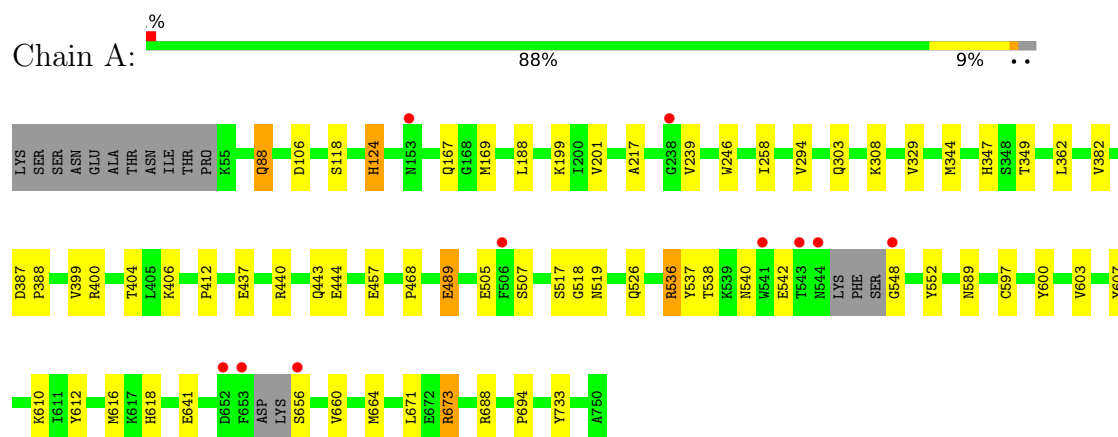 .%
Chain A:
88% 9% • •
LYS SER SER ASN GLU ALA THR ASN ILE THR PRO K55 Q88 D106 S118 H124 N153 Q167 G168 M169 L188 K199 I200 V201 A217 G238 V239 W246 I258 V294 Q303 K308 V329 M344 H347 S348 T349 L362 V382
D387 P388 V399 R400 T404 L405 K406 P412 E437 R440 Q443 E444 E457 P468 E489 E505 F506 S507 S517 G518 N519 Q526 R536 Y537 T538 K539 N540 W541 E542 T543 N544 LYS PHE SER G548 Y552 N589 C597 Y600 V603
K610 I611 Y612 M616 K617 H618 E641 D652 F653 ASP LYS S656 V660 M664 L671 E672 R673 R688 P694 Y733 A750